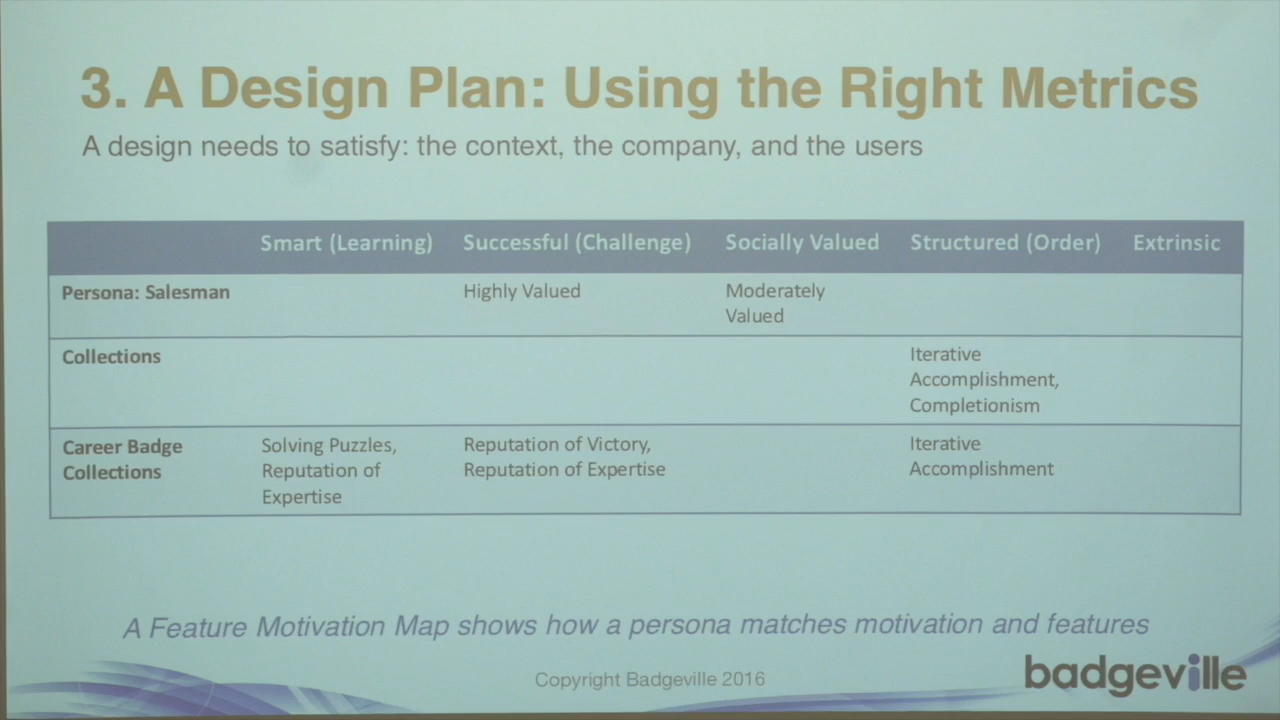 3. A Design Plan: Using the Right Metrics
A design needs to satisfy: the context, the company, and the users
Smart (Learning) Successful (Challenge) Socially Valued Structured (Order) Extrinsic
Persona: Salesman Highly Valued Moderately
Valued
Collections Iterative
Accomplishment,
Completionism
Career Badge Solving Puzzles, Reputation of Victory, Iterative
Collections Reputation of Reputation of Expertise Accomplishment
Expertise
A Feature Motivation Map shows how a persona matches motivation and features
Copyright Badgeville 2016
badgeville